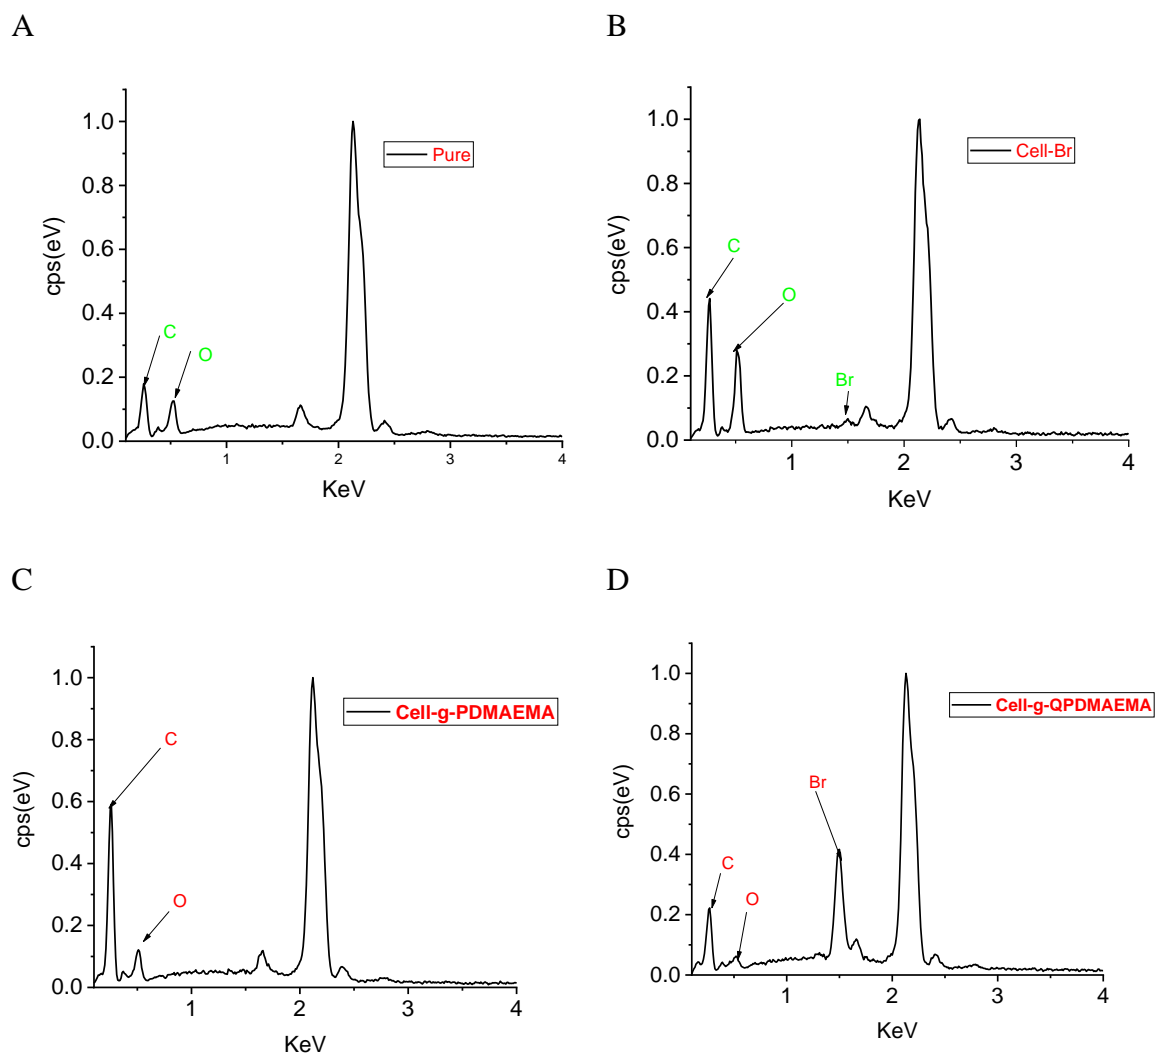 A
B
1.0
0.8
0.6
0.4
0.2
0.0
cps(eV)
Pure
C
O
1
2
3
4
KeV
1.0
0.8
0.6
0.4
0.2
0.0
cps(eV)
Cell-Br
C
O
Br
1
2
3
4
KeV
C
D
1.0
0.8
0.6
0.4
0.2
0.0
cps(eV)
Cell-g-PDMAEMA
C
O
1
2
3
4
KeV
1.0
0.8
0.6
0.4
0.2
0.0
cps(eV)
Cell-g-QPDMAEMA
Br
C
O
1
2
3
4
KeV